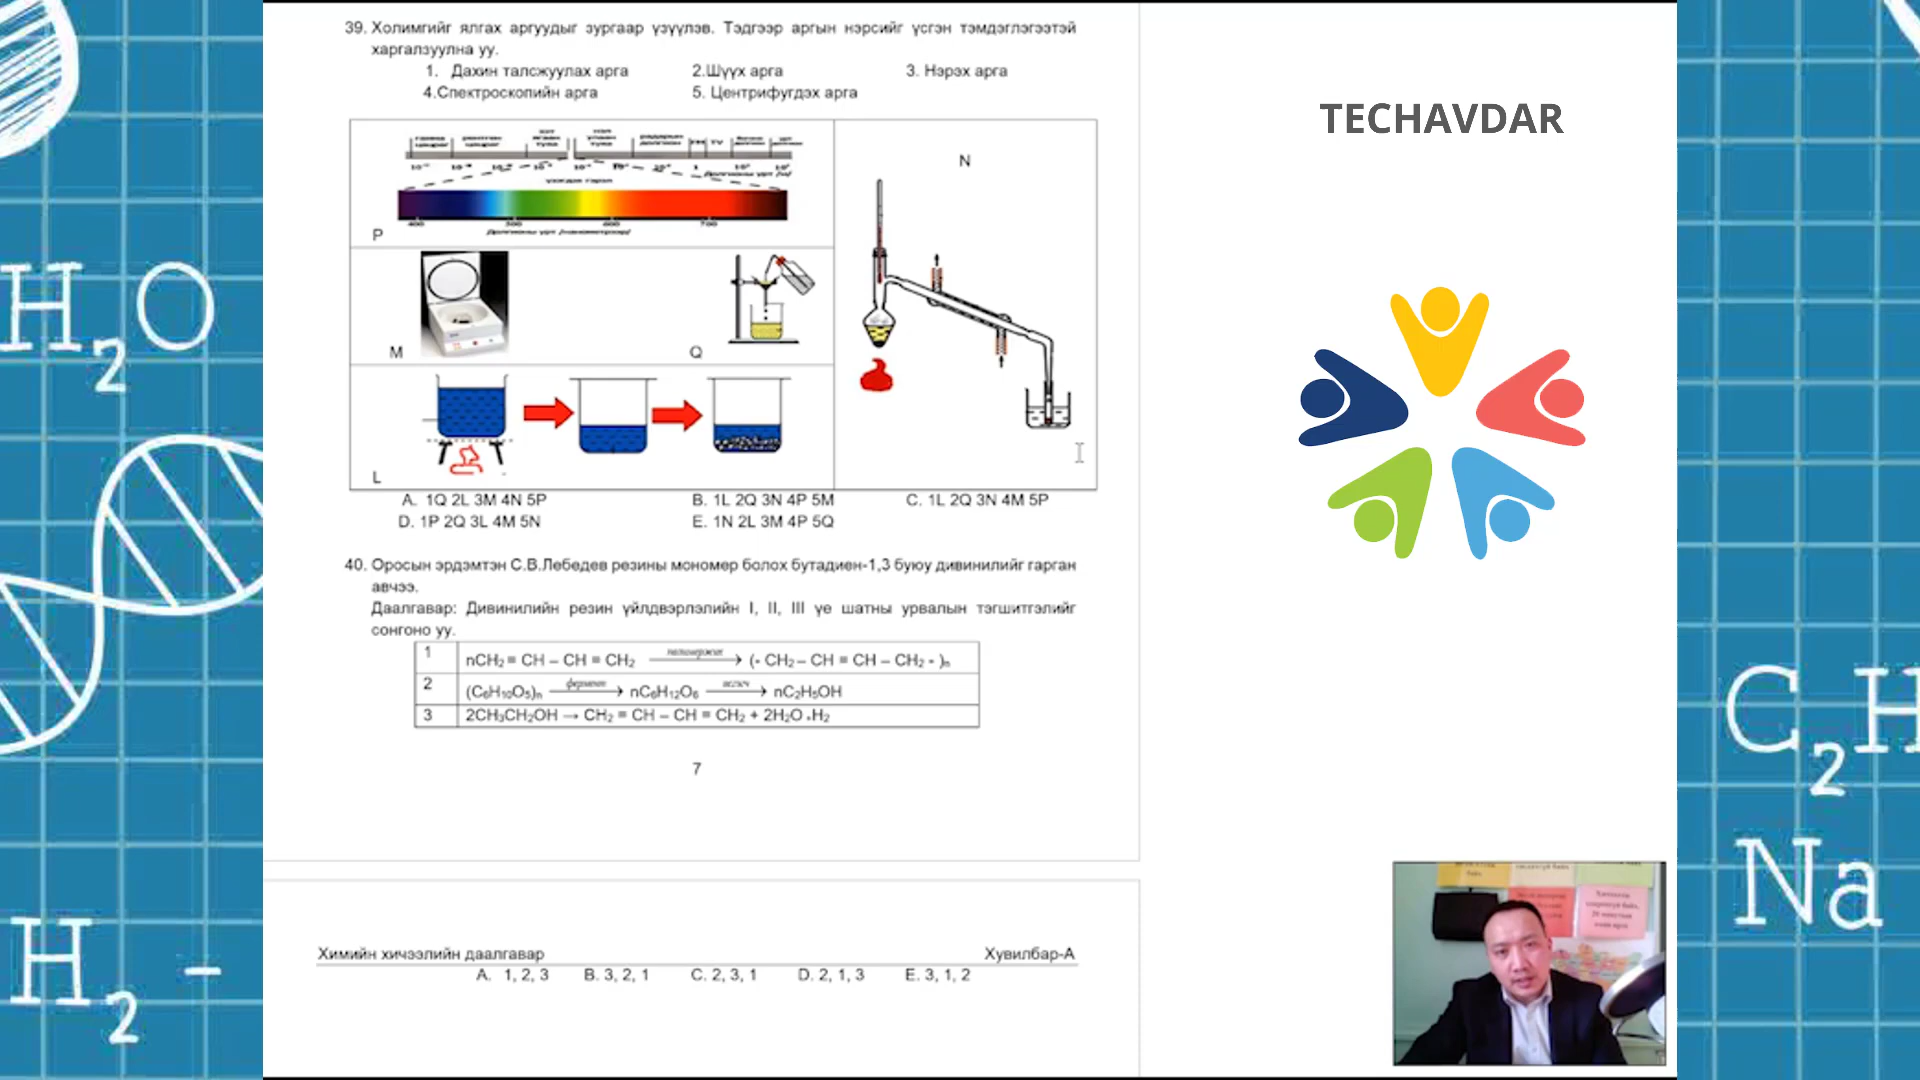 39. Холимгийг ялгах аргуудыг зургаар үзүүлэв. Тэдгээр аргын нэрсийг үсгэн тэмдэглэгээтэй
харгалзуулна уу.
1. Дахин талсжуулах арга 2.Шүүх арга 3. Нэрэх арга
4.Спектроскопийн арга 5. Центрифугдэх арга
TECHAVDAR
TV
N
400 500 600 700
P
M
Q
L
A. 1Q 2L 3M 4N 5P B. 1L 2Q 3N 4P 5M C. 1L 2Q 3N 4M 5P
D. 1P 2Q 3L 4M 5N E. 1N 2L 3M 4P 5Q
40. Оросын эрдэмтэн С.В.Лебедев резины мономер болох бутадиен-1,3 буюу дивинилийг гарган
авчээ.
Даалгавар: Дивинилийн резин үйлдвэрлэлийн I, II, III үе шатны урвалын тэгшитгэлийг
сонгоно уу.
1 nCH₂ = CH – CH = CH₂ ⟶ (- CH₂ – CH = CH – CH₂ - )n
2 (C₆H₁₀O₅)n фермент ⟶ nC₆H₁₂O₆ ⟶ nC₂H₅OH
3 2CH₃CH₂OH → CH₂ = CH – CH = CH₂ + 2H₂O + H₂
7
Химийн хичээлийн даалгавар Хувилбар-А
A. 1, 2, 3 B. 3, 2, 1 C. 2, 3, 1 D. 2, 1, 3 E. 3, 1, 2
H₂O
H₂ -
C₂H
Na